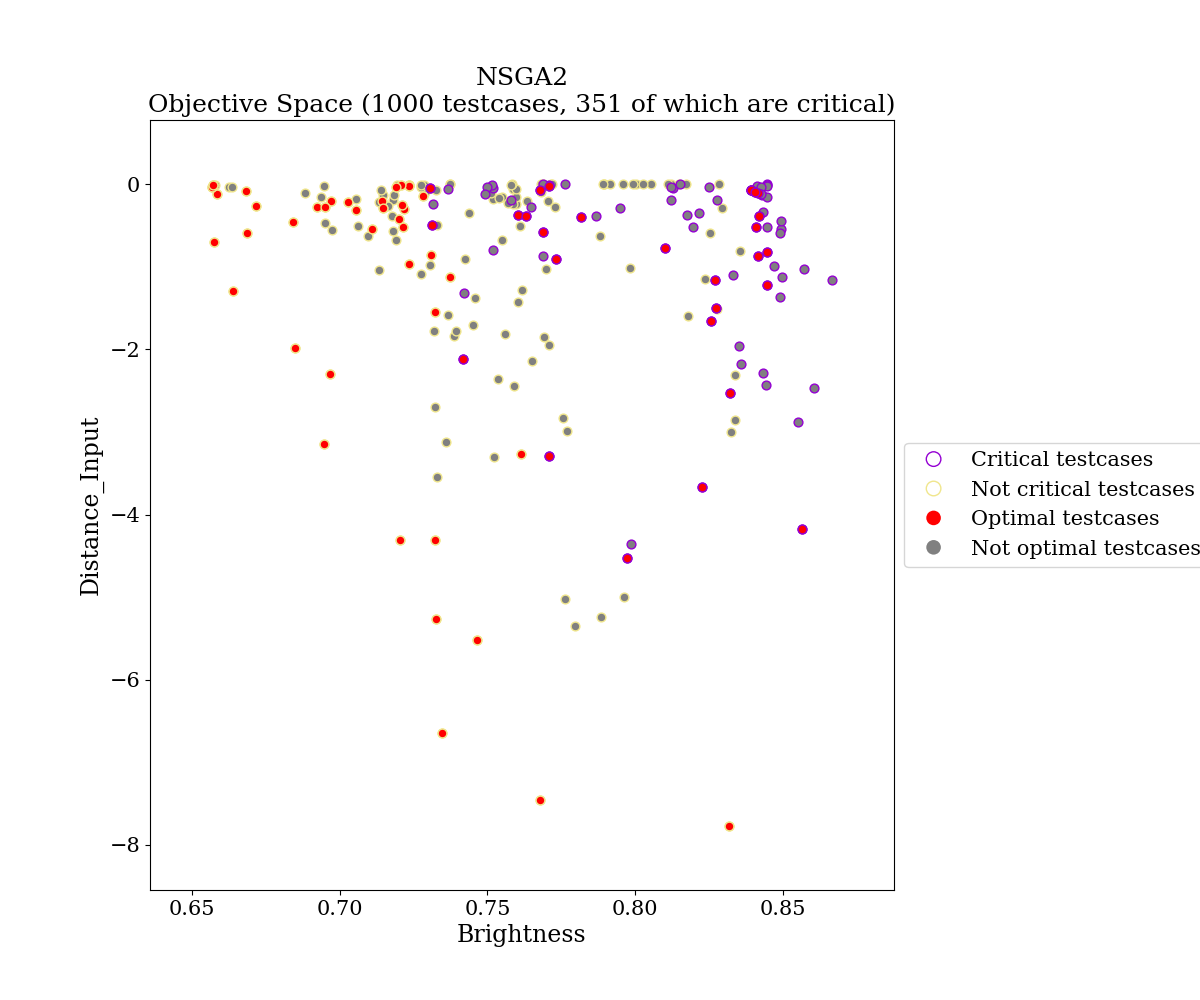 NSGA2
Objective Space (1000 testcases, 351 of which are critical)
0
−2
−4
−6
−8
Distance_Input
0.65
0.70
0.75
0.80
0.85
Brightness
Critical testcases
Not critical testcases
Optimal testcases
Not optimal testcases